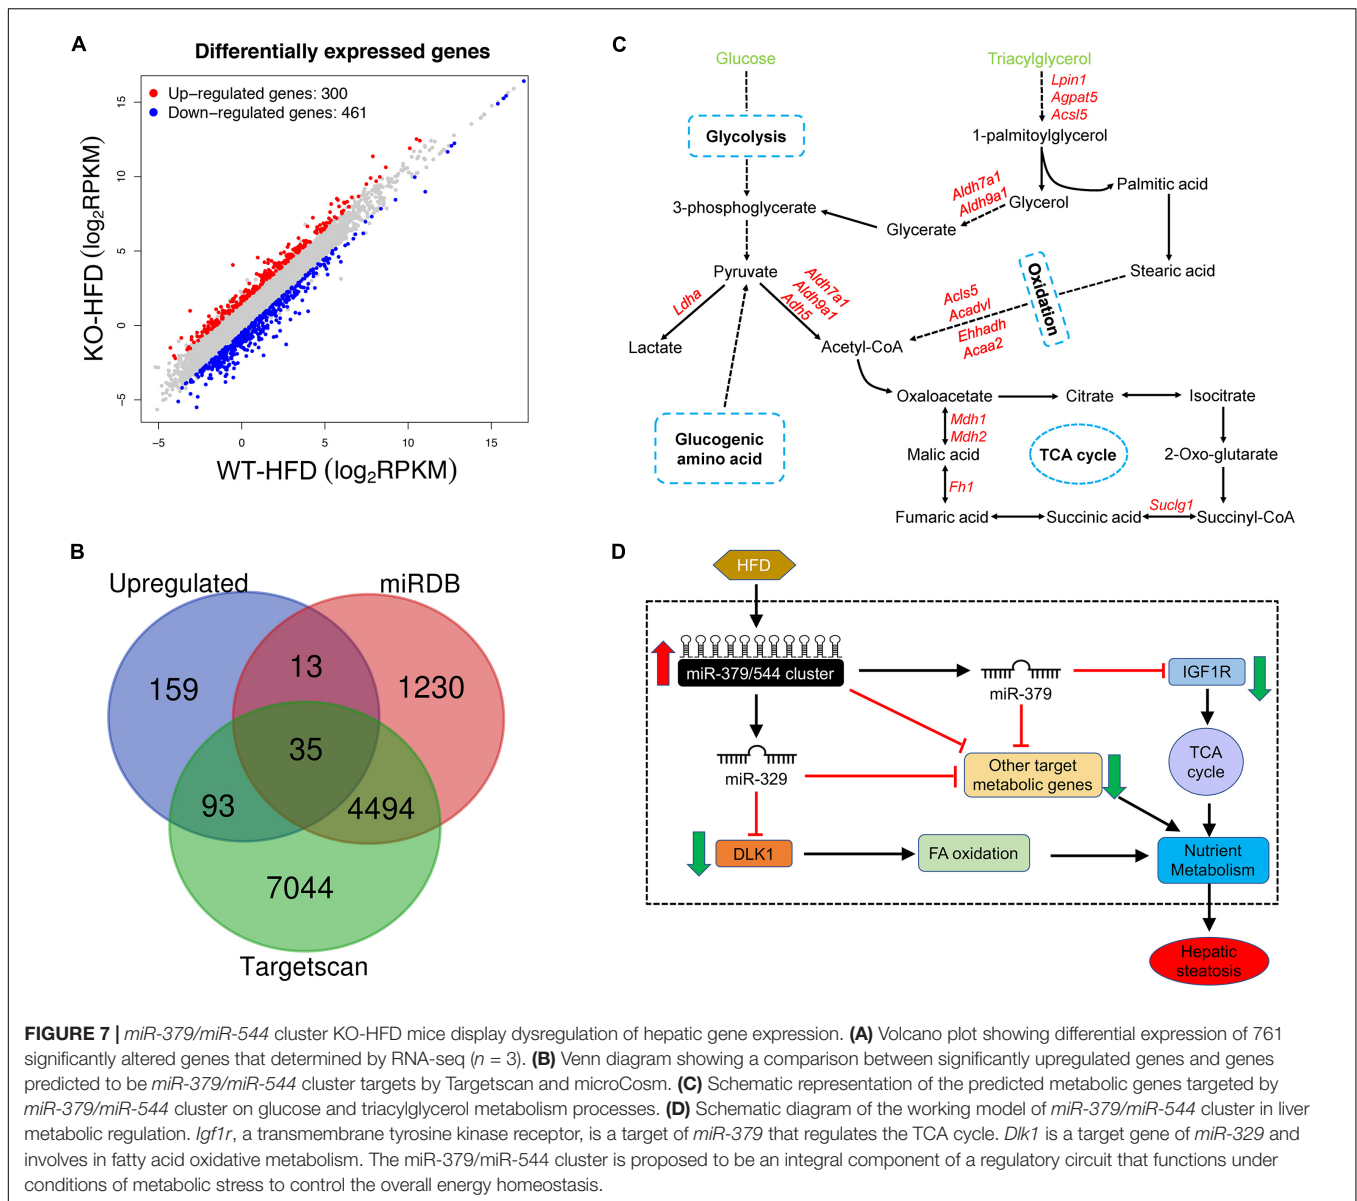 A
Differentially expressed genes
Up-regulated genes: 300
Down-regulated genes: 461
KO-HFD (log2RPKM)
15
10
5
0
-5
-5
0
5
10
15
WT-HFD (log2RPKM)
B
Upregulated
miRDB
159
13
1230
35
93
4494
7044
Targetscan
C
Glucose
Triacylglycerol
Lpin1
Agpat5
Acsl5
Glycolysis
1-palmitoylglycerol
Aldh7a1
Aldh9a1
Palmitic acid
Glycerol
3-phosphoglycerate
Glycerate
Pyruvate
Stearic acid
Oxidation
Ldha
Aldh7a1
Aldh9a1
Adh5
Acls5
Acadvl
Ehhadh
Acaa2
Lactate
Acetyl-CoA
Oxaloacetate
Citrate
Isocitrate
Mdh1
Mdh2
Glucogenic
amino acid
Malic acid
TCA cycle
2-Oxo-glutarate
Fh1
Suclg1
Fumaric acid
Succinic acid
Succinyl-CoA
D
HFD
miR-379/544 cluster
miR-379
IGF1R
miR-329
Other target
metabolic genes
TCA
cycle
DLK1
FA oxidation
Nutrient
Metabolism
Hepatic
steatosis
FIGURE 7 | miR-379/miR-544 cluster KO-HFD mice display dysregulation of hepatic gene expression. (A) Volcano plot showing differential expression of 761
significantly altered genes that determined by RNA-seq (n = 3). (B) Venn diagram showing a comparison between significantly upregulated genes and genes
predicted to be miR-379/miR-544 cluster targets by Targetscan and microCosm. (C) Schematic representation of the predicted metabolic genes targeted by
miR-379/miR-544 cluster on glucose and triacylglycerol metabolism processes. (D) Schematic diagram of the working model of miR-379/miR-544 cluster in liver
metabolic regulation. Igf1r, a transmembrane tyrosine kinase receptor, is a target of miR-379 that regulates the TCA cycle. Dlk1 is a target gene of miR-329 and
involves in fatty acid oxidative metabolism. The miR-379/miR-544 cluster is proposed to be an integral component of a regulatory circuit that functions under
conditions of metabolic stress to control the overall energy homeostasis.